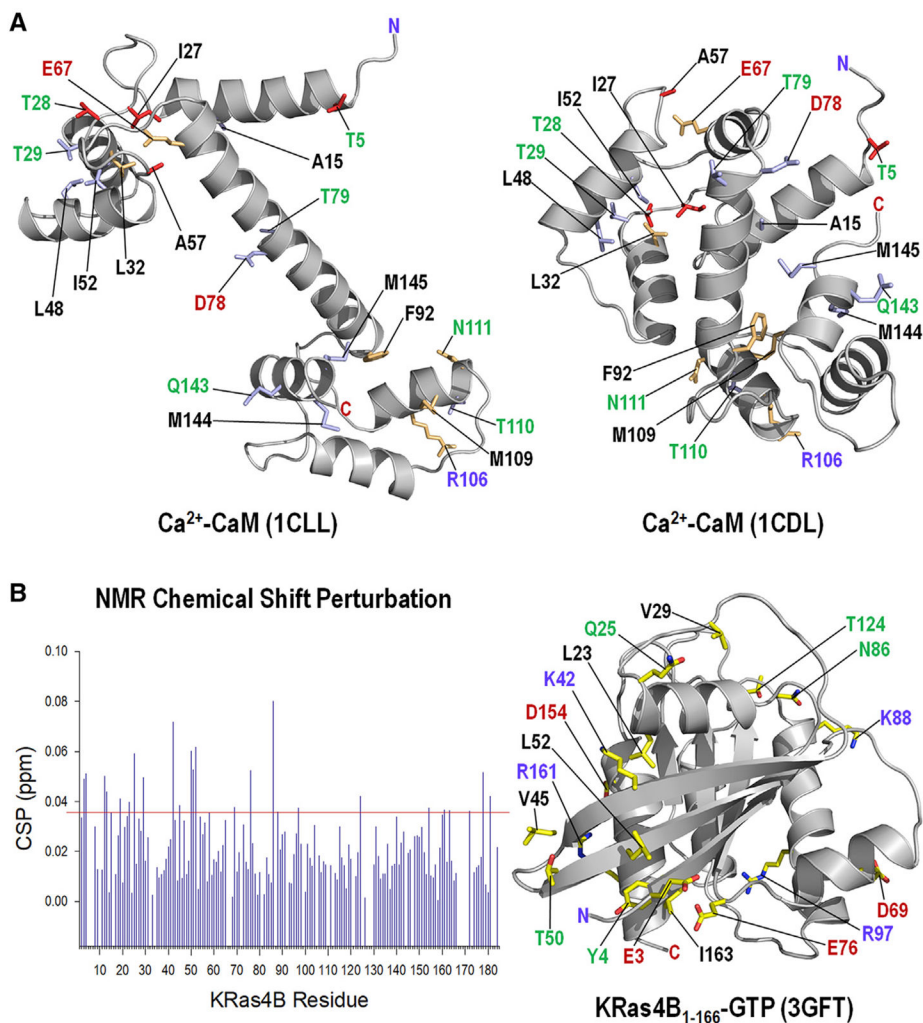 A
N
I27
E67
T28
T29
T5
A15
T79
A57
L32
I52
L48
D78
M145
F92
N111
Q143
C
M144
T110
M109
R106
Ca²⁺-CaM (1CLL)
A57
E67
N
I27
T79
I52
D78
T28
T29
T5
L48
C
A15
M145
L32
Q143
M144
F92
N111
M109
T110
R106
Ca²⁺-CaM (1CDL)
B
NMR Chemical Shift Perturbation
0.10
0.08
0.06
0.04
0.02
0.00
CSP (ppm)
10 20 30 40 50 60 70 80 90 100 110 120 130 140 150 160 170 180
KRas4B Residue
V29
Q25
T124
L23
N86
K42
K88
D154
L52
R161
V45
N
D69
T50
C
R97
Y4
E3
I163
E76
KRas4B₁₋₁₆₆-GTP (3GFT)